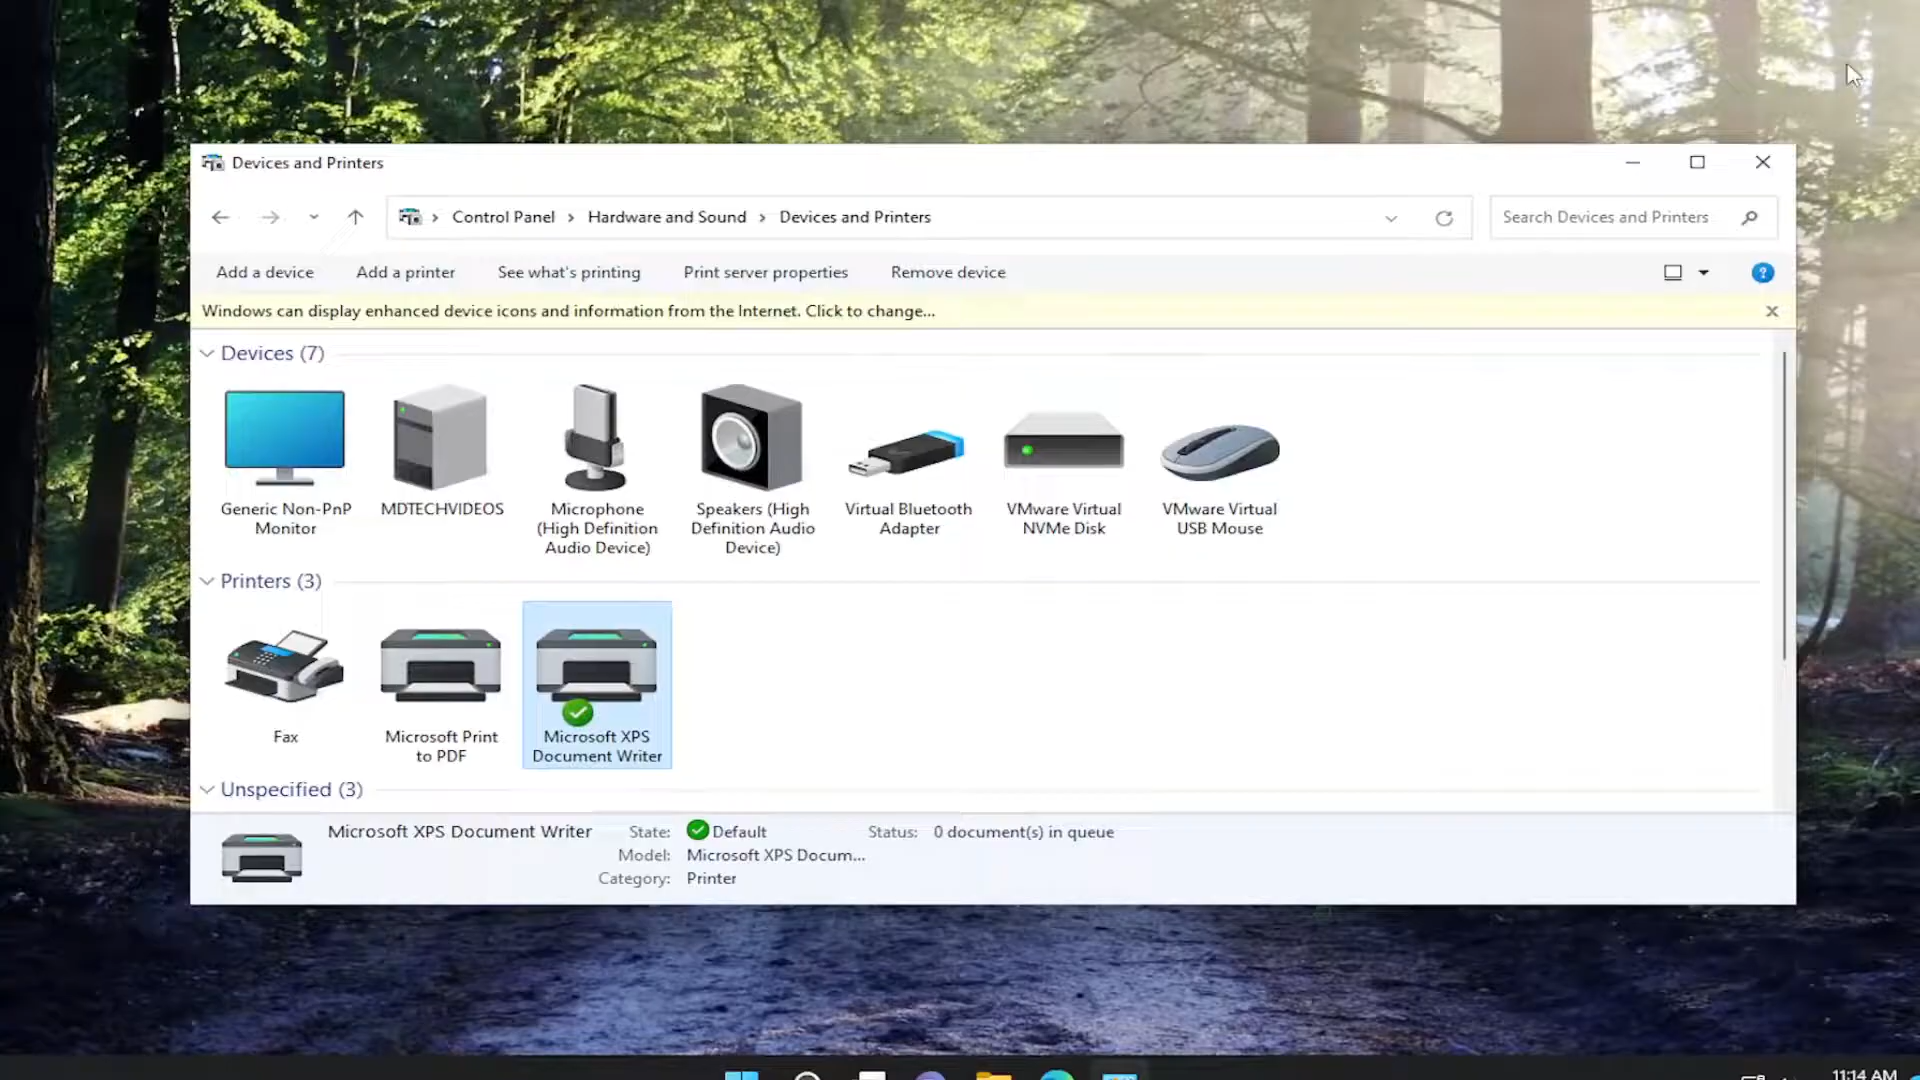 Devices and Printers
Control Panel > Hardware and Sound > Devices and Printers
Search Devices and Printers
Add a device Add a printer See what's printing Print server properties Remove device
?
Windows can display enhanced device icons and information from the Internet. Click to change...
Devices (7)
Generic Non-PnP
Monitor
MDTECHVIDEOS
Microphone
(High Definition
Audio Device)
Speakers (High
Definition Audio
Device)
Virtual Bluetooth
Adapter
VMware Virtual
NVMe Disk
VMware Virtual
USB Mouse
Printers (3)
Fax
Microsoft Print
to PDF
Microsoft XPS
Document Writer
Unspecified (3)
Microsoft XPS Document Writer State: Default Status: 0 document(s) in queue
Model: Microsoft XPS Docum...
Category: Printer
11:14 AM